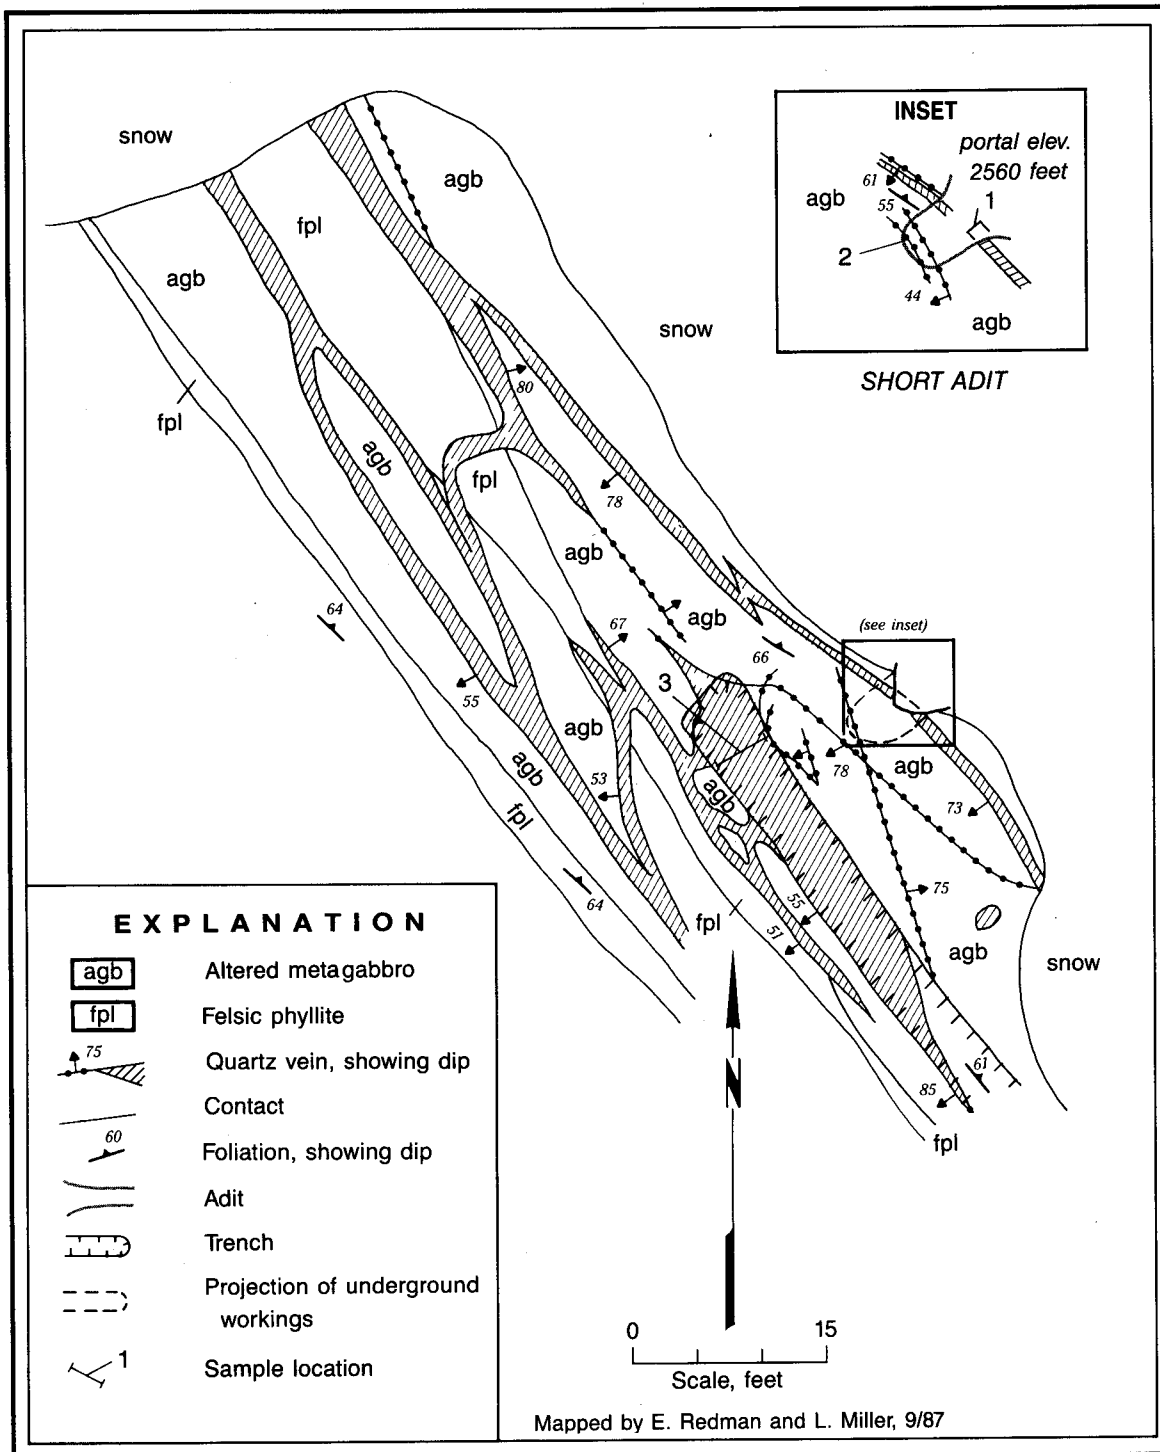 snow
agb
fpl
agb
snow
fpl
80
agb
fpl
78
agb
64
67
agb
(see inset)
66
3
55
agb
agb
78
agb
53
agb
73
fpl
55
75
64
fpl
51
agb
snow
61
85
fpl
INSET
portal elev.
2560 feet
61
agb
55
1
2
44
agb
SHORT ADIT
EXPLANATION
agb Altered metagabbro
fpl Felsic phyllite
75 Quartz vein, showing dip
Contact
60 Foliation, showing dip
Adit
Trench
Projection of underground
workings
1 Sample location
N
0 15
Scale, feet
Mapped by E. Redman and L. Miller, 9/87